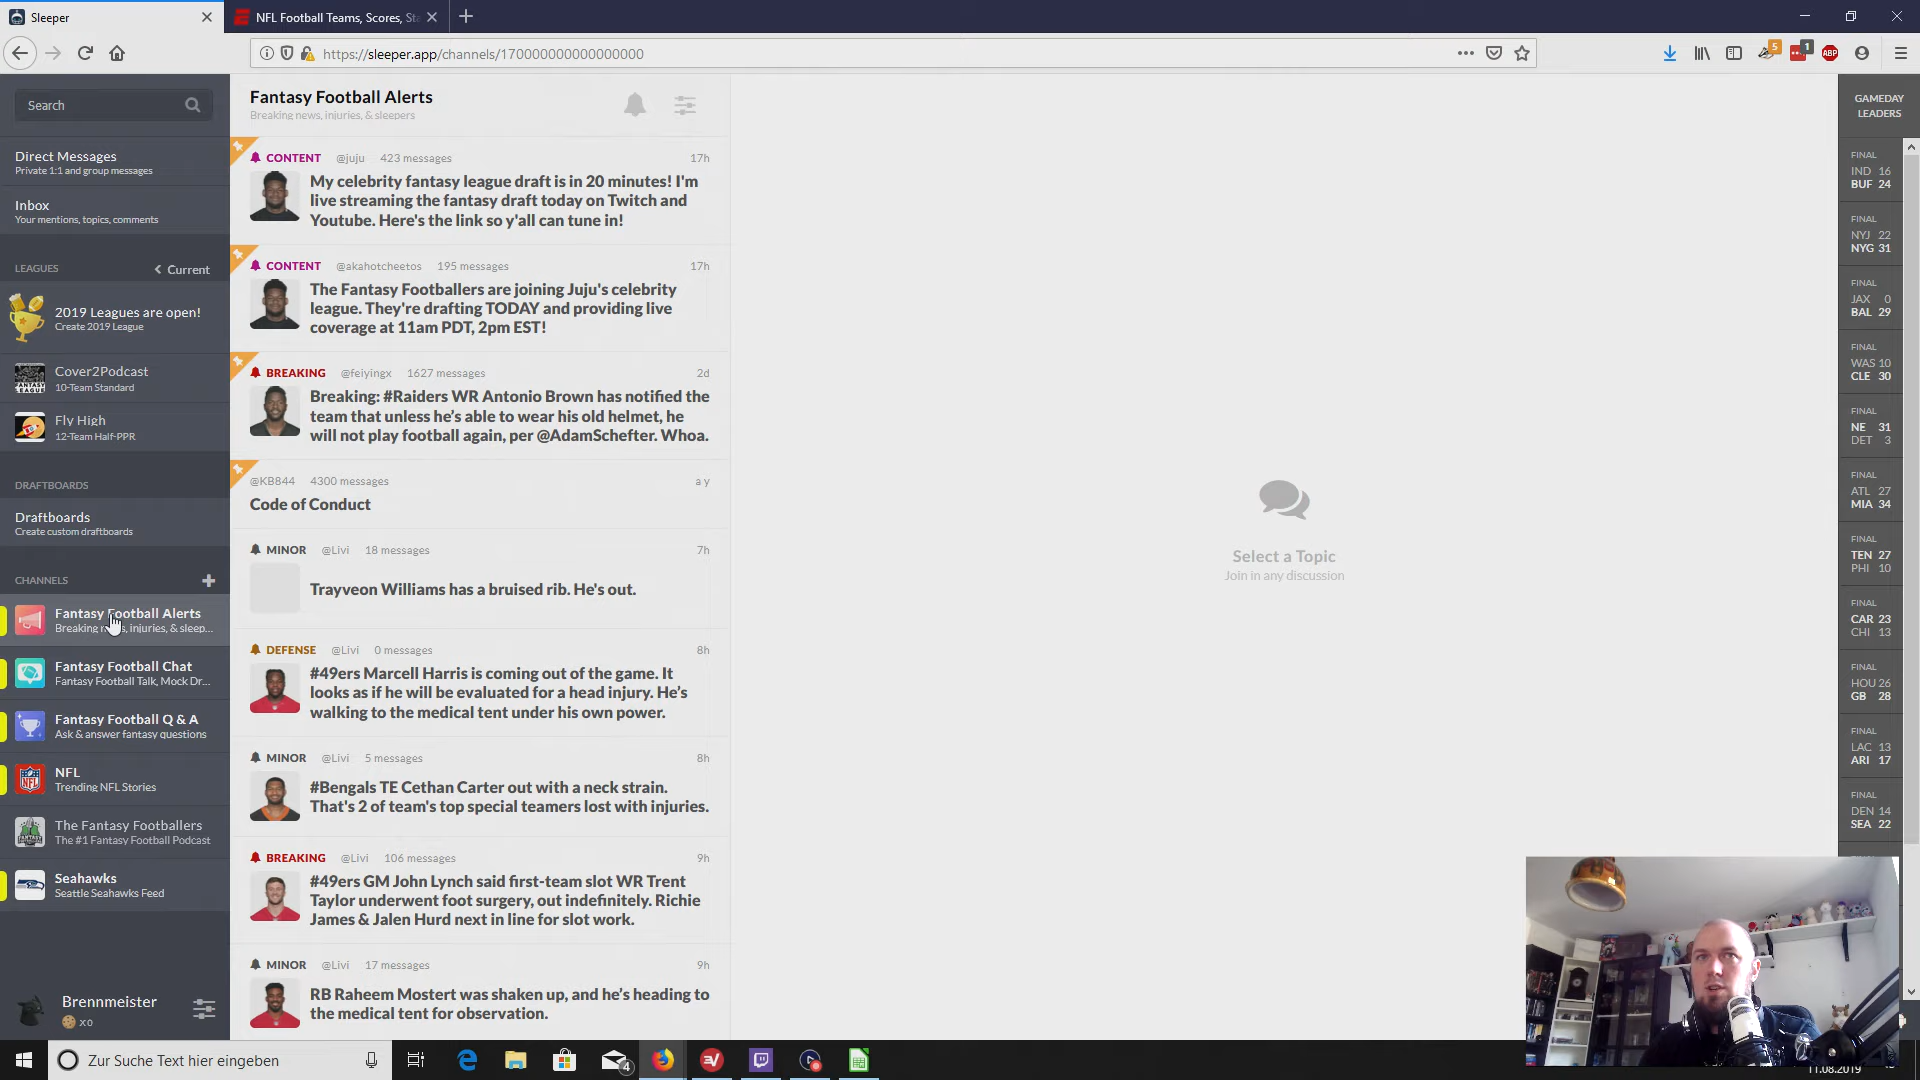 Sleeper
NFL Football Teams, Scores, Sta
https://sleeper.app/channels/170000000000000000
5
1
ABP
Search
Direct Messages
Private 1:1 and group messages
Inbox
Your mentions, topics, comments
LEAGUES
Current
2019 Leagues are open!
Create 2019 League
Cover2Podcast
10-Team Standard
Fly High
12-Team Half-PPR
DRAFTBOARDS
Draftboards
Create custom draftboards
CHANNELS
Fantasy Football Alerts
Breaking news, injuries, & sleep...
Fantasy Football Chat
Fantasy Football Talk, Mock Dr...
Fantasy Football Q & A
Ask & answer fantasy questions
NFL
Trending NFL Stories
The Fantasy Footballers
The #1 Fantasy Football Podcast
Seahawks
Seattle Seahawks Feed
Brennmeister
X0
Fantasy Football Alerts
Breaking news, injuries, & sleepers
CONTENT @juju 423 messages 17h
My celebrity fantasy league draft is in 20 minutes! I'm
live streaming the fantasy draft today on Twitch and
Youtube. Here's the link so y'all can tune in!
CONTENT @akahotcheetos 195 messages 17h
The Fantasy Footballers are joining Juju's celebrity
league. They're drafting TODAY and providing live
coverage at 11am PDT, 2pm EST!
BREAKING @feiyingx 1627 messages 2d
Breaking: #Raiders WR Antonio Brown has notified the
team that unless he's able to wear his old helmet, he
will not play football again, per @AdamSchefter. Whoa.
@KB844 4300 messages a y
Code of Conduct
MINOR @Livi 18 messages 7h
Trayveon Williams has a bruised rib. He's out.
DEFENSE @Livi 0 messages 8h
#49ers Marcell Harris is coming out of the game. It
looks as if he will be evaluated for a head injury. He's
walking to the medical tent under his own power.
MINOR @Livi 5 messages 8h
#Bengals TE Cethan Carter out with a neck strain.
That's 2 of team's top special teamers lost with injuries.
BREAKING @Livi 106 messages 9h
#49ers GM John Lynch said first-team slot WR Trent
Taylor underwent foot surgery, out indefinitely. Richie
James & Jalen Hurd next in line for slot work.
MINOR @Livi 17 messages 9h
RB Raheem Mostert was shaken up, and he's heading to
the medical tent for observation.
Select a Topic
Join in any discussion
GAMEDAY
LEADERS
FINAL
IND 16
BUF 24
FINAL
NYJ 22
NYG 31
FINAL
JAX 0
BAL 29
FINAL
WAS 10
CLE 30
FINAL
NE 31
DET 3
FINAL
ATL 27
MIA 34
FINAL
TEN 27
PHI 10
FINAL
CAR 23
CHI 13
FINAL
HOU 26
GB 28
FINAL
LAC 13
ARI 17
FINAL
DEN 14
SEA 22
Zur Suche Text hier eingeben
4
11.08.2019